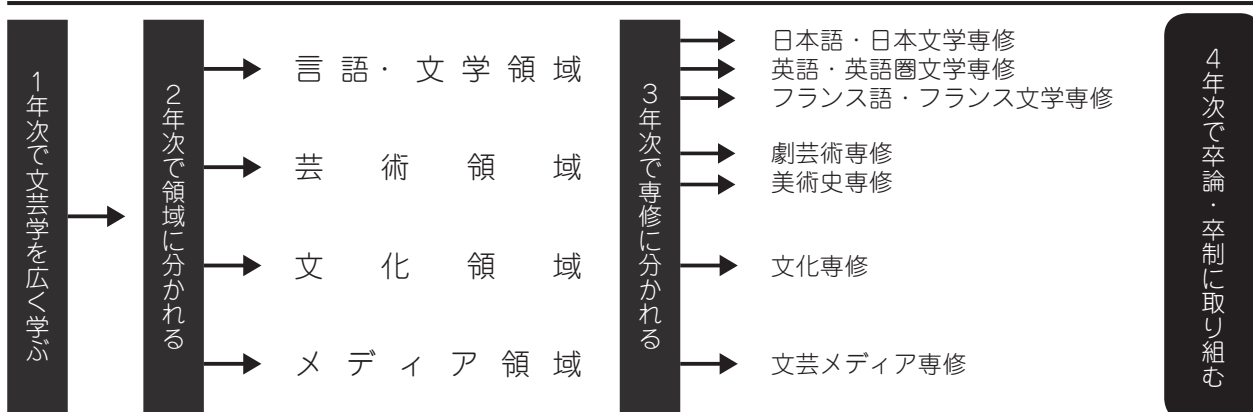 1年次で文芸学を広く学ぶ
2年次で領域に分かれる
言語・文学領域
芸術領域
文化領域
メディア領域
3年次で専修に分かれる
日本語・日本文学専修
英語・英語圏文学専修
フランス語・フランス文学専修
劇芸術専修
美術史専修
文化専修
文芸メディア専修
4年次で卒論・卒制に取り組む